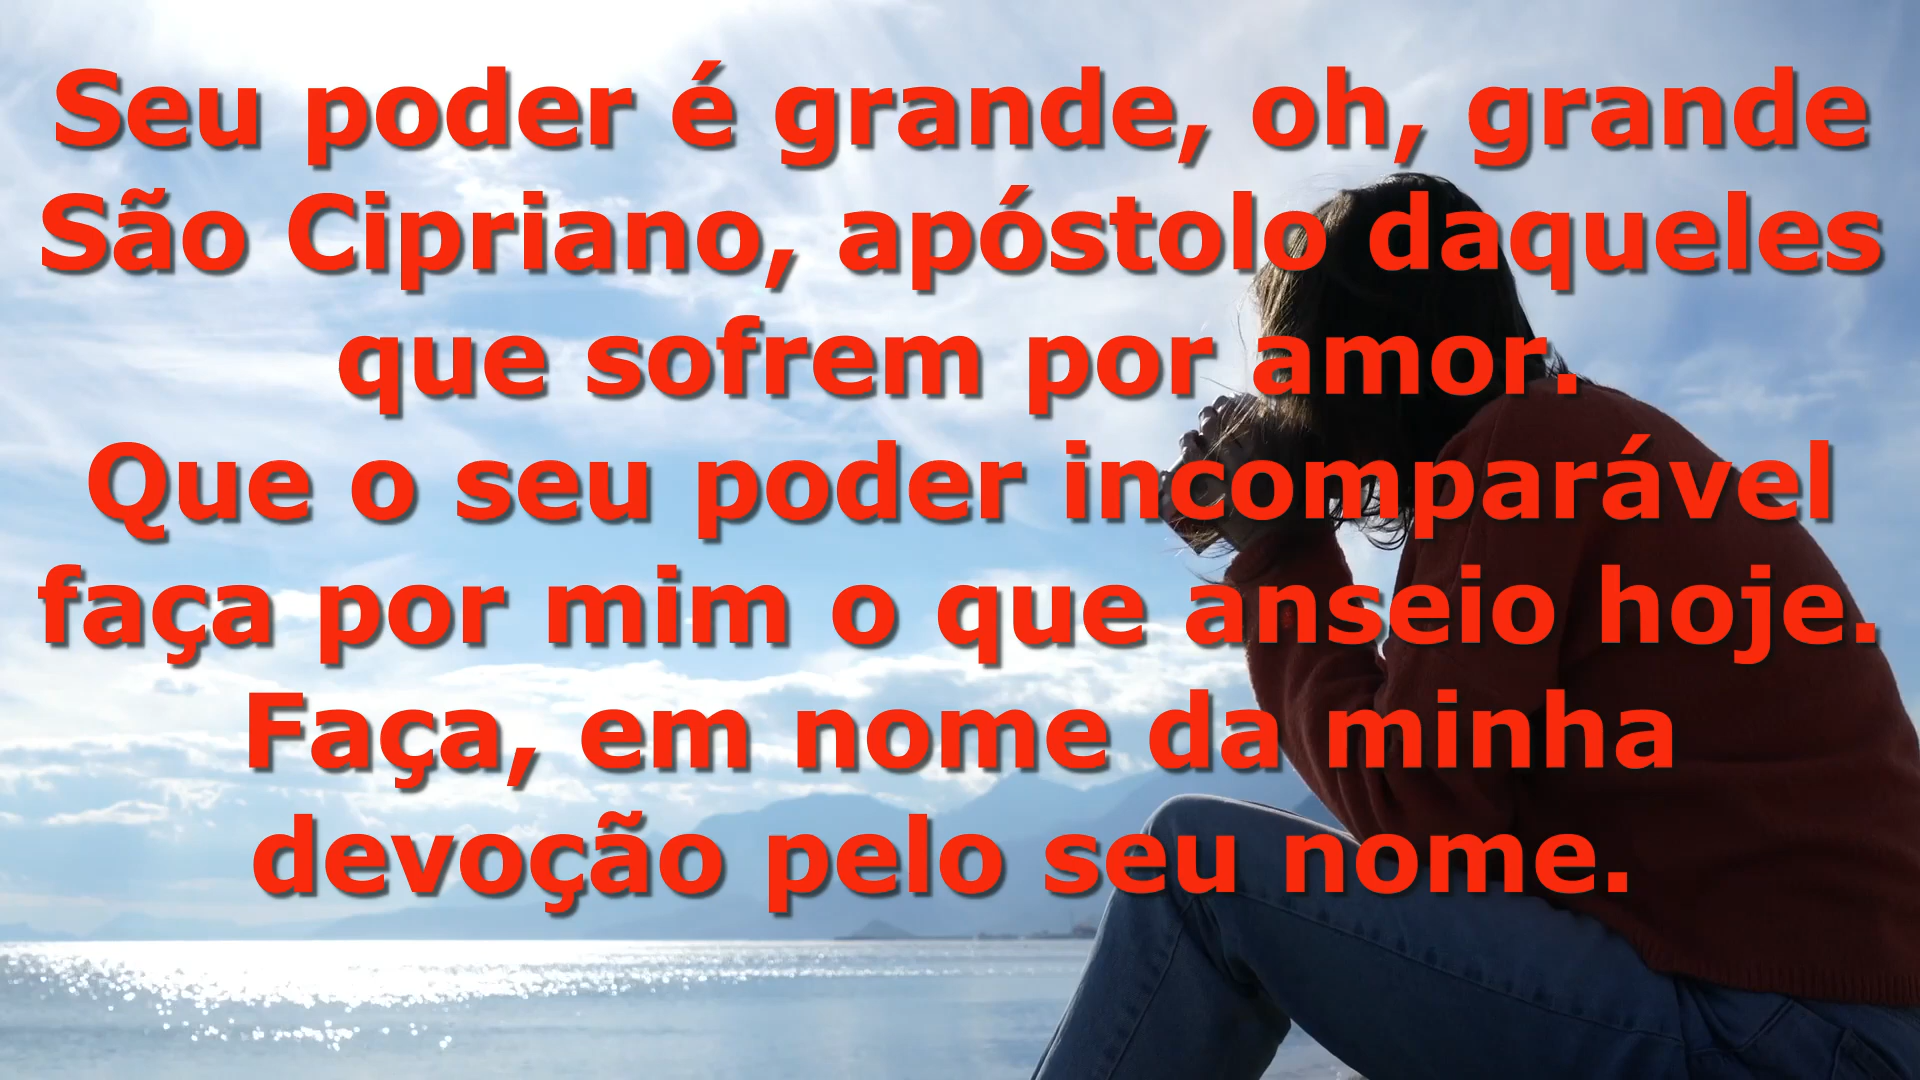 Seu poder é grande, oh, grande
São Cipriano, apóstolo daqueles
que sofrem por amor.
Que o seu poder incomparável
faça por mim o que anseio hoje.
Faça, em nome da minha
devoção pelo seu nome.